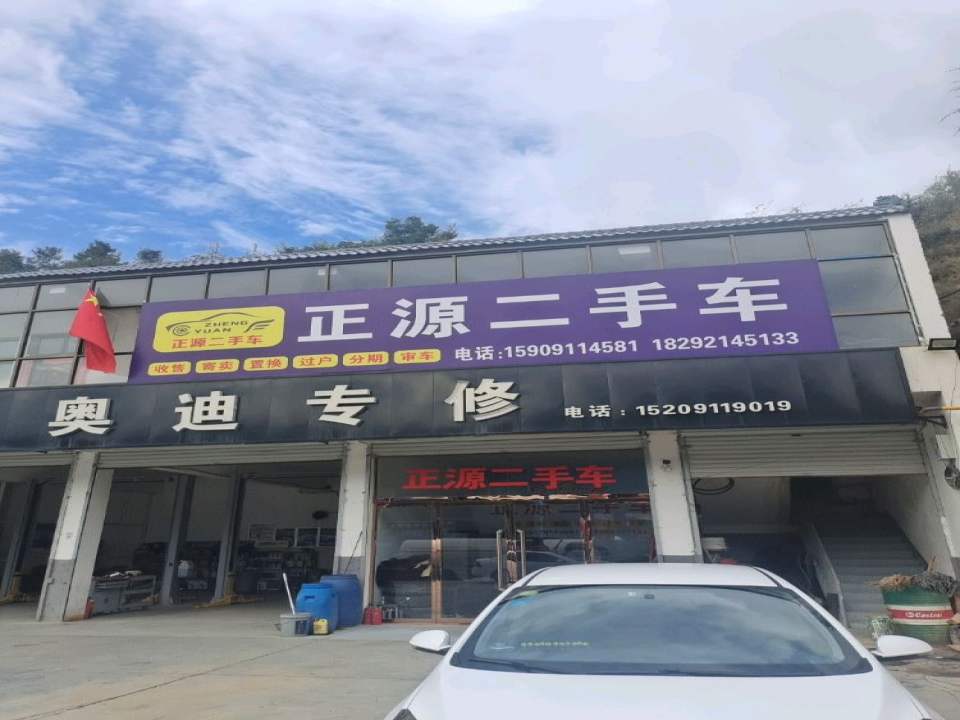 正源二手车
ZHENG
YUAN
正源二手车
收售 寄卖 置换 过户 分期 审车
电话:15909114581 18292145133
奥迪专修
电话:15209119019
正源二手车
Castrol